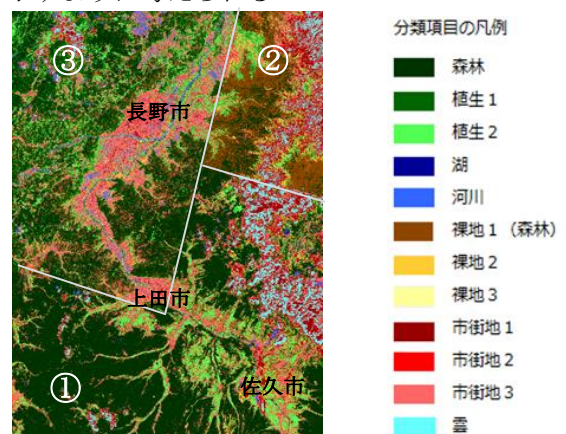 ③
②
長野市
上田市
①
佐久市
分類項目の凡例
森林
植生1
植生2
湖
河川
裸地1（森林）
裸地2
裸地3
市街地1
市街地2
市街地3
雲